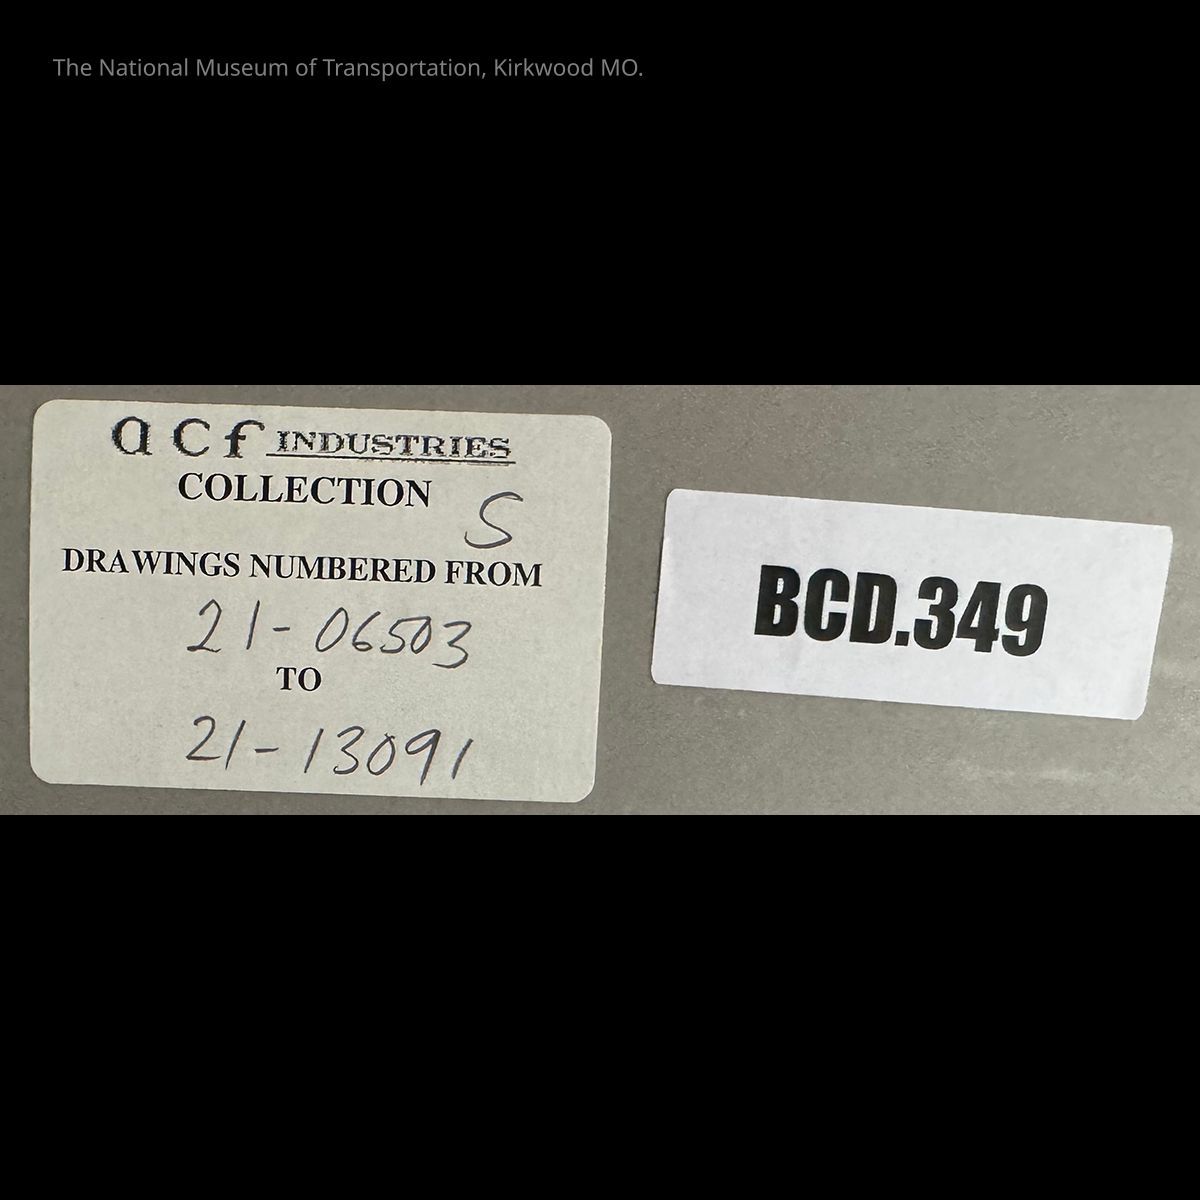 The National Museum of Transportation, Kirkwood MO.
acf INDUSTRIES
COLLECTION
S
DRAWINGS NUMBERED FROM
21-06503
TO
21-13091
BCD.349